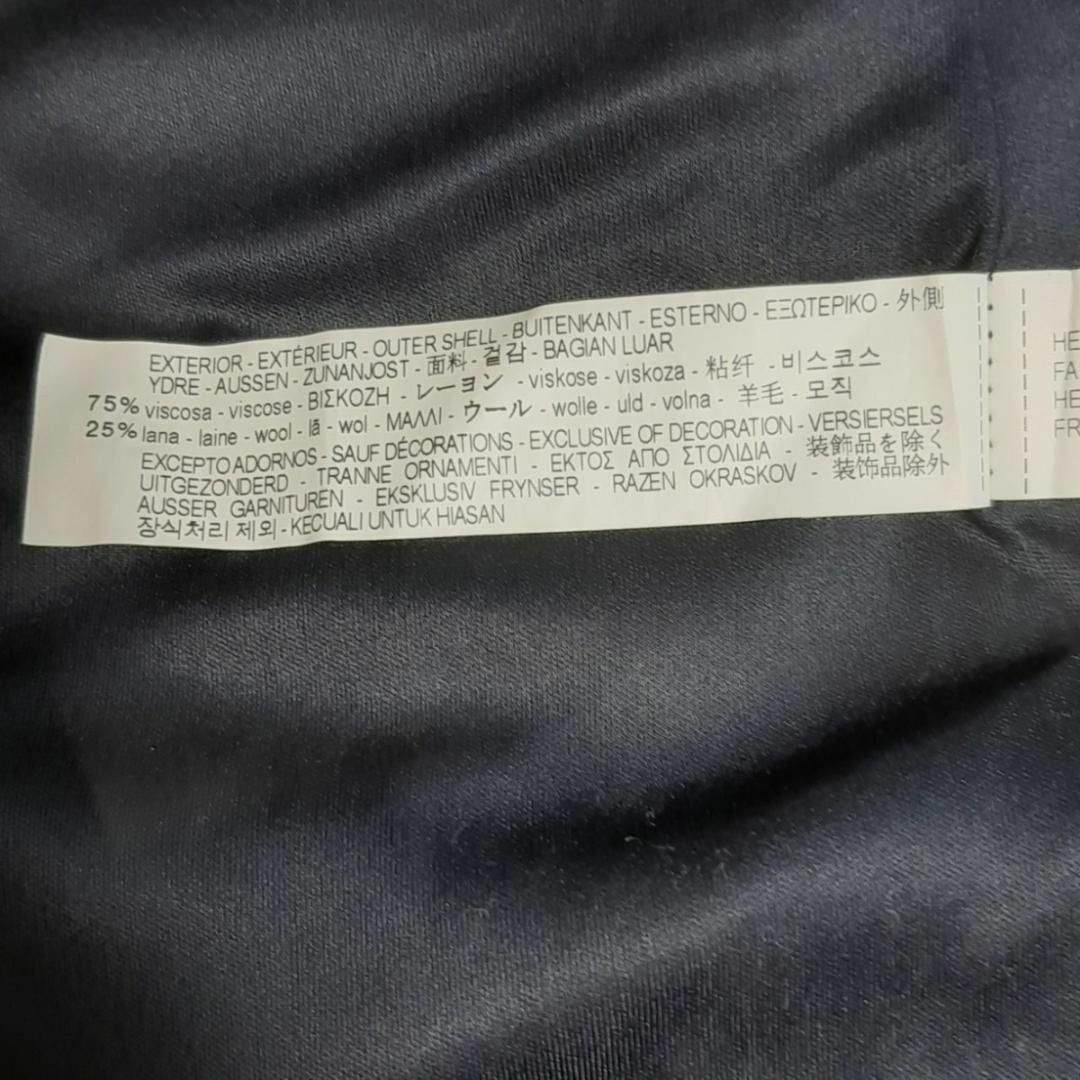 EXTERIOR - EXTÉRIEUR - OUTER SHELL - BUITENKANT - ESTERNO - ΕΞΩΤΕΡΙΚΟ - 外側
YDRE - AUSSEN - ZUNANJOST - 面料 - 겉감 - BAGIAN LUAR
75% viscosa - viscose - ΒΙΣΚΟΖΗ - レーヨン - viskose - viskoza - 粘纤 - 비스코스
25% lana - laine - wool - lã - wol - ΜΑΛΛΙ - ウール - wolle - uld - volna - 羊毛 - 모직
EXCEPTO ADORNOS - SAUF DÉCORATIONS - EXCLUSIVE OF DECORATION - VERSIERSELS
UITGEZONDERD - TRANNE ORNAMENTI - ΕΚΤΟΣ ΑΠΟ ΣΤΟΛΙΔΙΑ - 装飾品を除く
AUSSER GARNITUREN - EKSKLUSIV FRYNSER - RAZEN OKRASKOV - 装饰品除外
장식처리 제외 - KECUALI UNTUK HIASAN
HE
FA
HE
FR